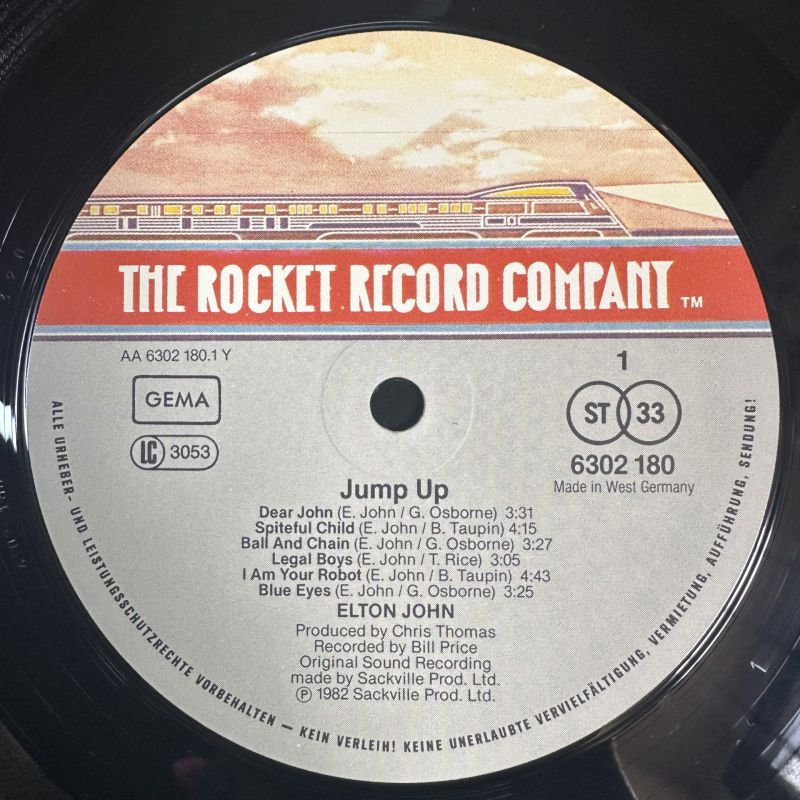 THE ROCKET RECORD COMPANY TM
AA 6302 180.1 Y
1
GEMA
ST 33
LC 3053
6302 180
Made in West Germany
Jump Up
Dear John (E. John / G. Osborne) 3:31
Spiteful Child (E. John / B. Taupin) 4:15
Ball And Chain (E. John / G. Osborne) 3:27
Legal Boys (E. John / T. Rice) 3:05
I Am Your Robot (E. John / B. Taupin) 4:43
Blue Eyes (E. John / G. Osborne) 3:25
ELTON JOHN
Produced by Chris Thomas
Recorded by Bill Price
Original Sound Recording
made by Sackville Prod. Ltd.
℗ 1982 Sackville Prod. Ltd.
ALLE URHEBER- UND LEISTUNGSSCHUTZRECHTE VORBEHALTEN – KEIN VERLEIH! KEINE UNERLAUBTE VERVIELFÄLTIGUNG, VERMIETUNG, AUFFÜHRUNG, SENDUNG!